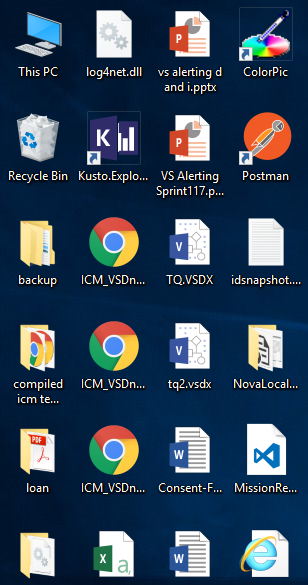 This PC
log4net.dll
vs alerting d
and i.pptx
ColorPic
Recycle Bin
Kusto.Explo...
VS Alerting
Sprint117.p...
Postman
backup
ICM_VSDn...
TQ.VSDX
idsnapshot....
compiled
icm te...
ICM_VSDn...
tq2.vsdx
NovaLocal...
loan
ICM_VSDn...
Consent-F...
MissionRe...